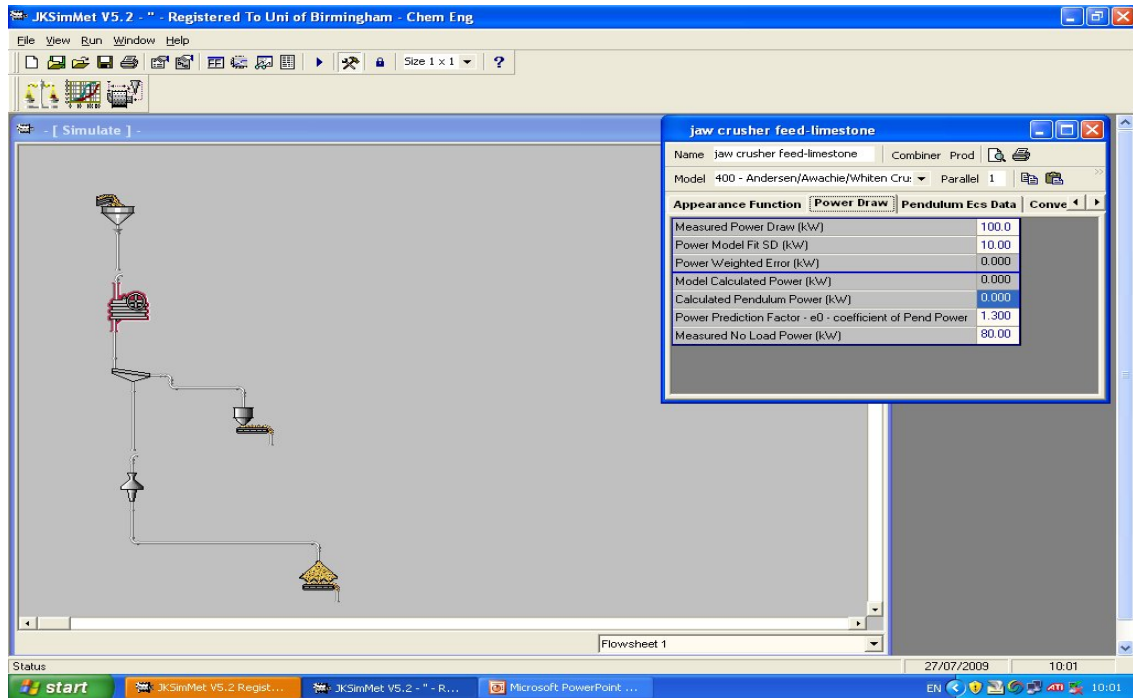 JKSimMet V5.2 - " - Registered To Uni of Birmingham - Chem Eng
File View Run Window Help
Size 1 x 1
?
- [ Simulate ] -
jaw crusher feed-limestone
Name jaw crusher feed-limestone Combiner Prod
Model 400 - Andersen/Awachie/Whiten Cru: Parallel 1
Appearance Function Power Draw Pendulum Ecs Data Conve
Measured Power Draw (kW) 100.0
Power Model Fit SD (kW) 10.00
Power Weighted Error (kW) 0.000
Model Calculated Power (kW) 0.000
Calculated Pendulum Power (kW) 0.000
Power Prediction Factor - e0 - coefficient of Pend Power 1.300
Measured No Load Power (kW) 80.00
Flowsheet 1
Status 27/07/2009 10:01
start JKSimMet V5.2 Regist... JKSimMet V5.2 - " - R... Microsoft PowerPoint ... EN 10:01